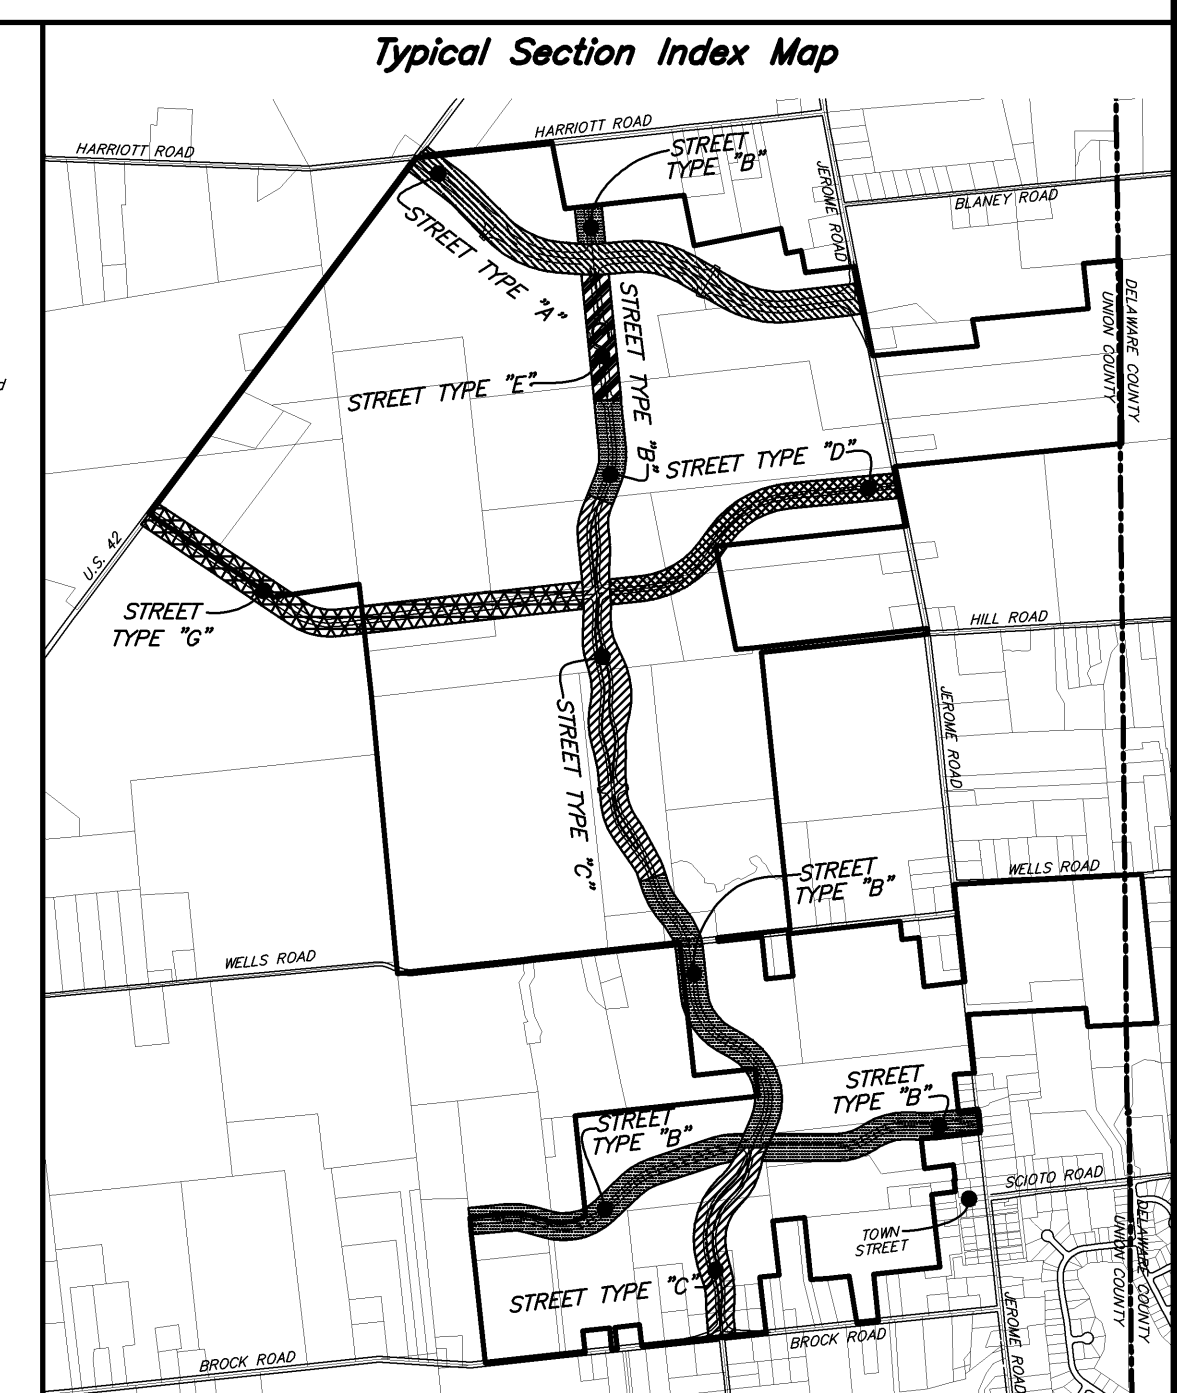 Typical Section Index Map
HARRIOTT ROAD
HARRIOTT ROAD
STREET
TYPE "B"
JEROME ROAD
BLANEY ROAD
STREET TYPE "A"
STREET TYPE "B"
DELAWARE COUNTY
UNION COUNTY
STREET TYPE "E"
STREET TYPE "D"
U.S. 42
STREET
TYPE "G"
HILL ROAD
JEROME ROAD
STREET TYPE "C"
STREET
TYPE "B"
WELLS ROAD
WELLS ROAD
STREET
TYPE "B"
STREET
TYPE "B"
SCIOTO ROAD
TOWN
STREET
DELAWARE COUNTY
UNION COUNTY
STREET TYPE "C"
JEROME ROAD
BROCK ROAD
BROCK ROAD